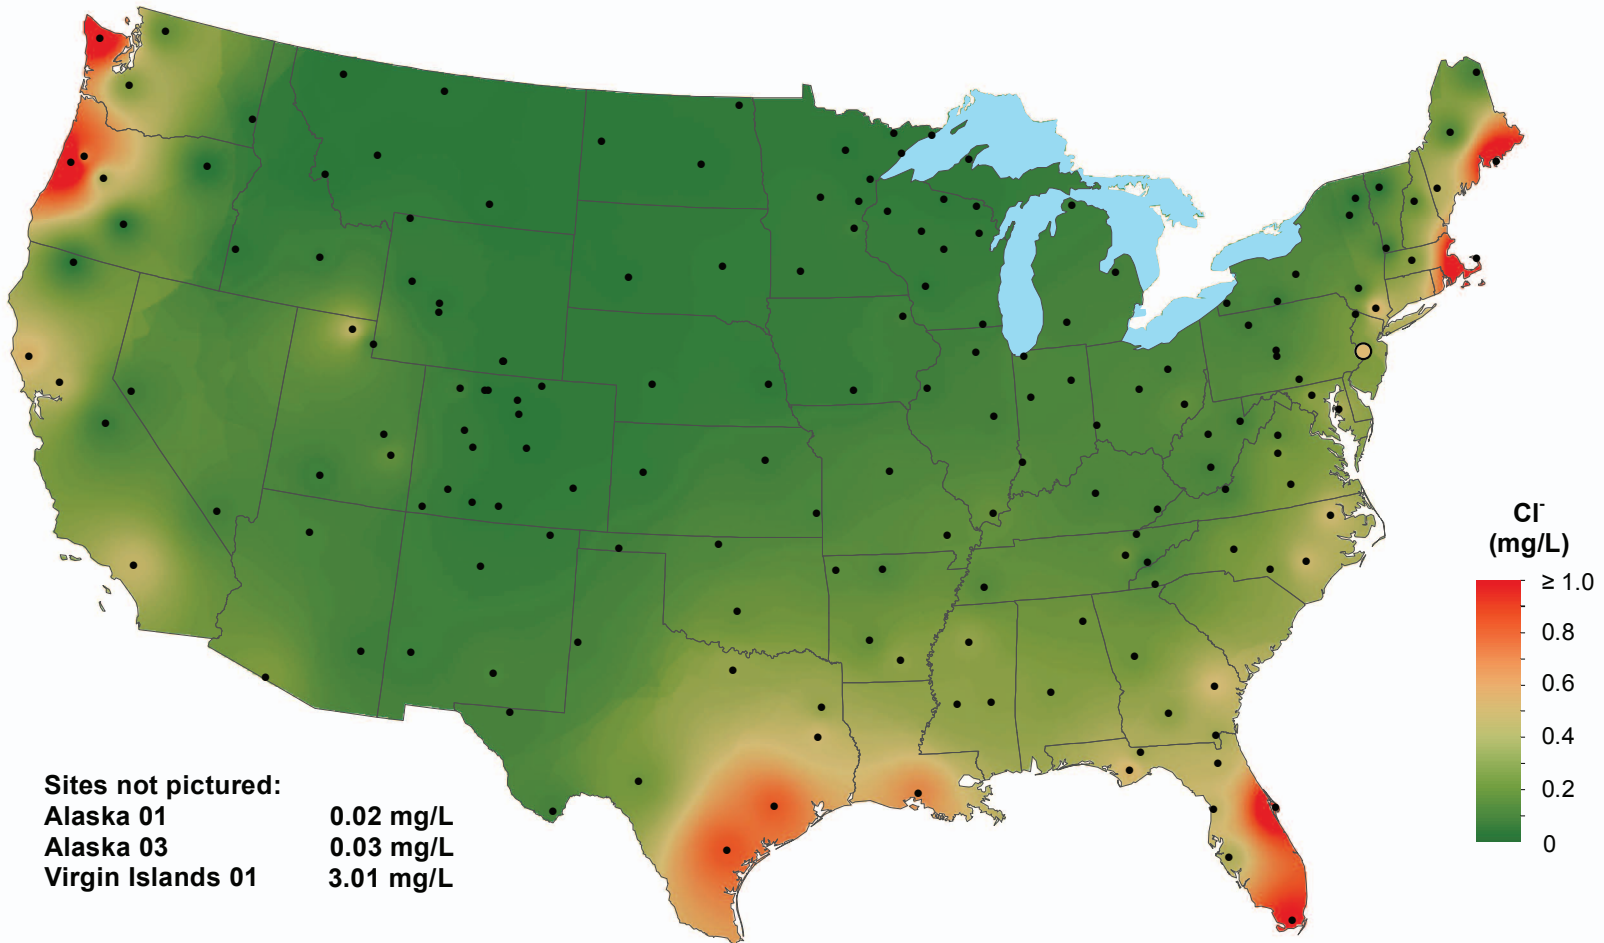 Cl-
(mg/L)
≥ 1.0
0.8
0.6
0.4
0.2
0
Sites not pictured:
Alaska 01 0.02 mg/L
Alaska 03 0.03 mg/L
Virgin Islands 01 3.01 mg/L